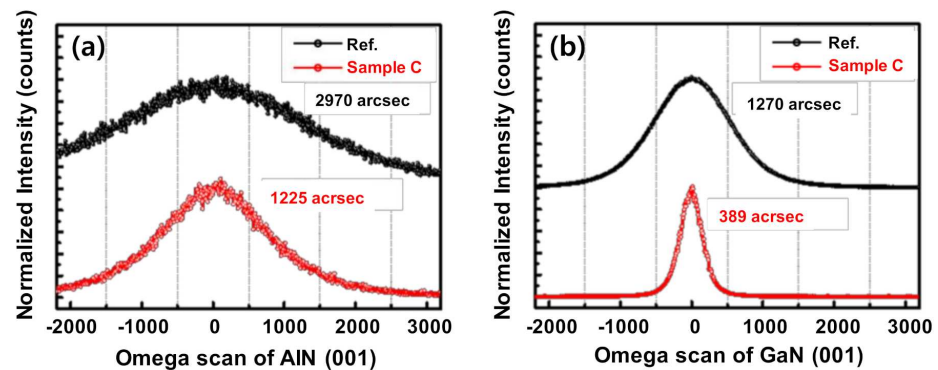 Normalized Intensity (counts)
(a)
Ref.
Sample C
2970 arcsec
1225 acrsec
-2000 -1000 0 1000 2000 3000
Omega scan of AlN (001)
Normalized Intensity (counts)
(b)
Ref.
Sample C
1270 arcsec
389 acrsec
-2000 -1000 0 1000 2000 3000
Omega scan of GaN (001)